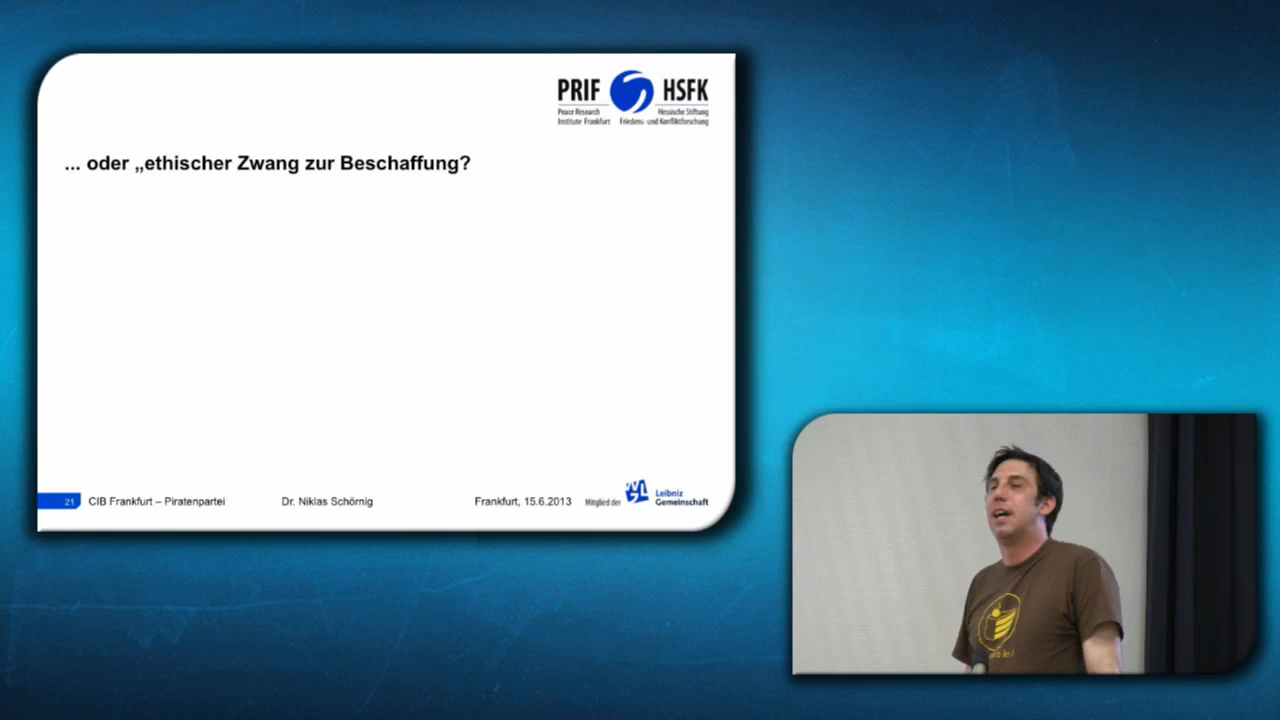 PRIF HSFK
Peace Research Hessische Stiftung
Institute Frankfurt Friedens- und Konfliktforschung
... oder „ethischer Zwang zur Beschaffung?
21 CIB Frankfurt – Piratenpartei Dr. Niklas Schörnig Frankfurt, 15.6.2013 Mitglied der
Leibniz
Gemeinschaft